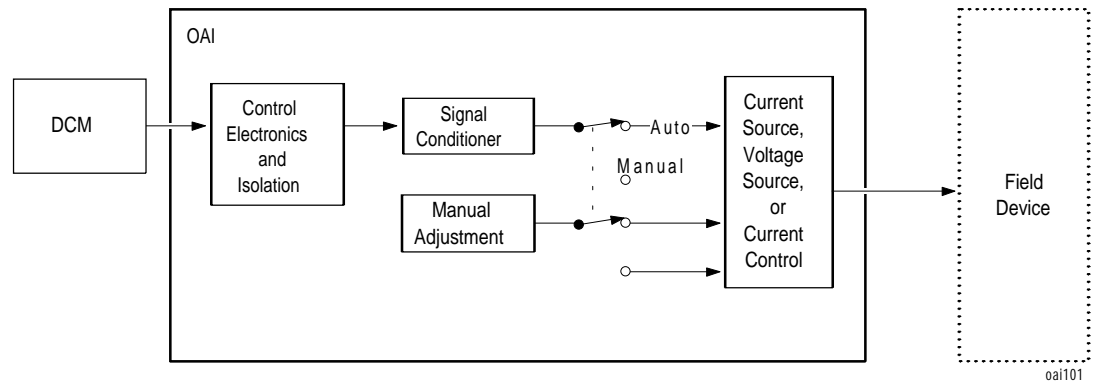 OAI
DCM
Control
Electronics
and
Isolation
Signal
Conditioner
Auto
Manual
Manual
Adjustment
Current
Source,
Voltage
Source,
or
Current
Control
Field
Device
oai101